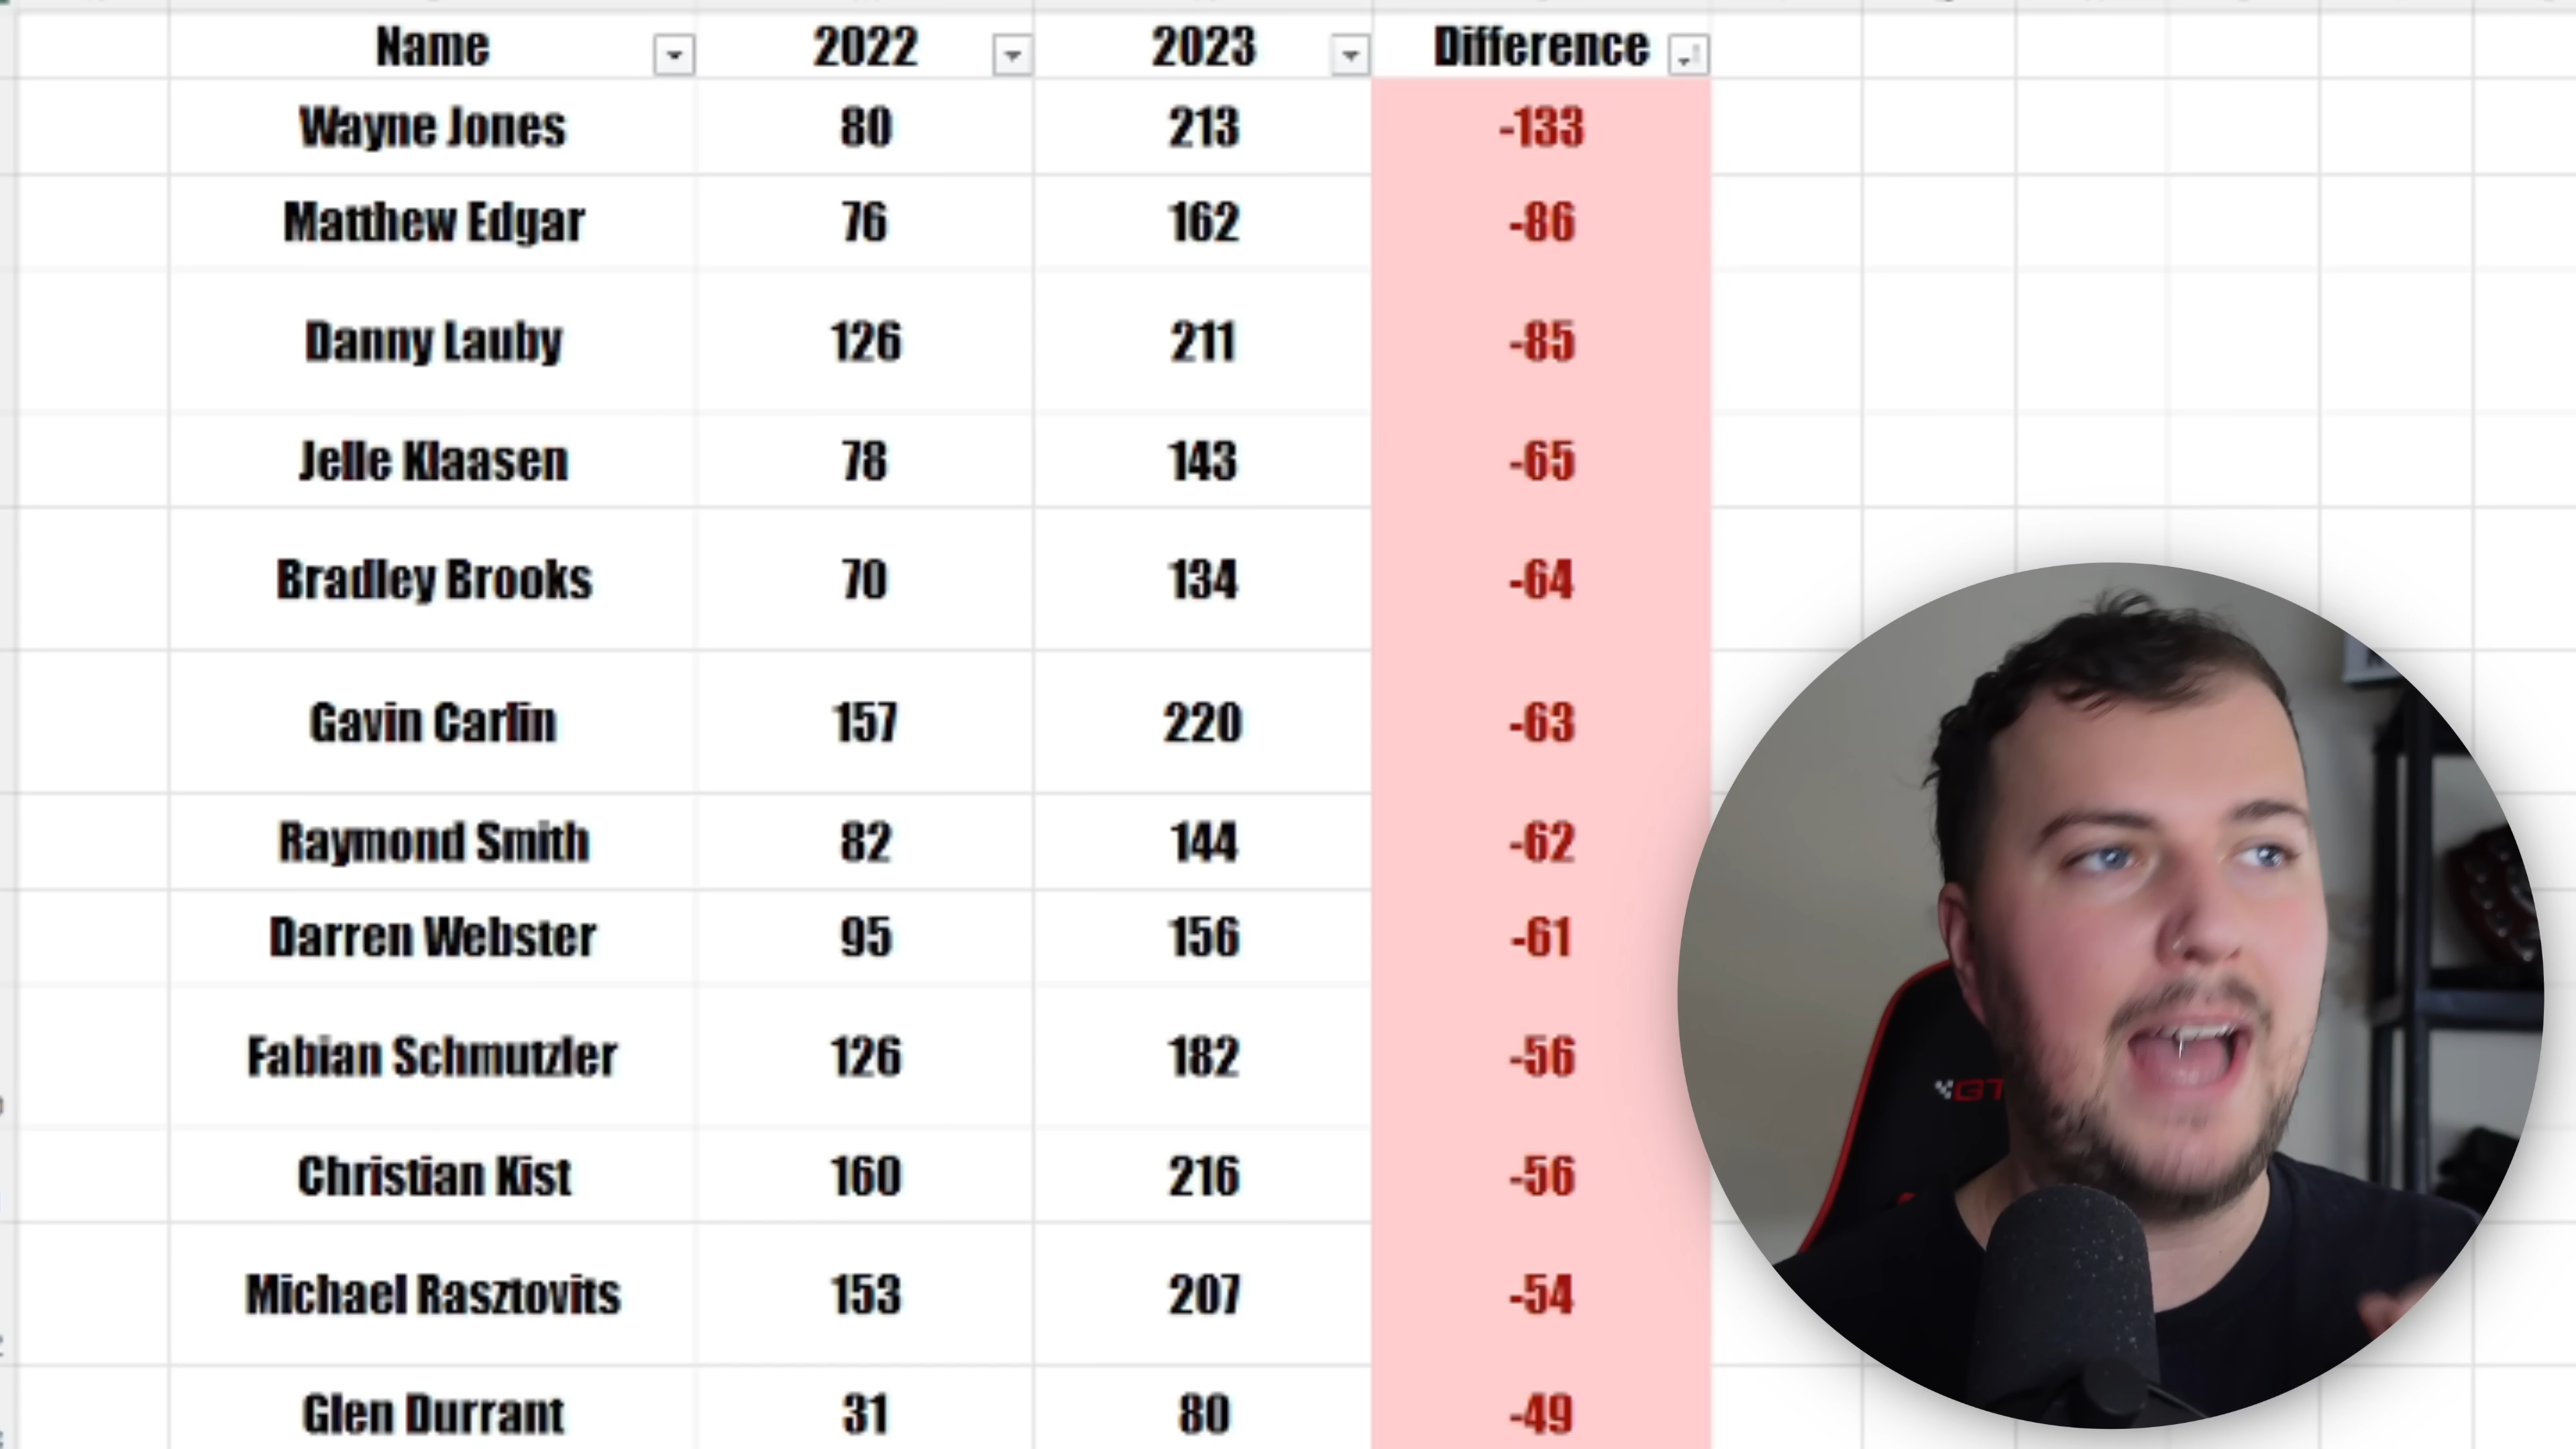 Name 2022 2023 Difference
Wayne Jones 80 213 -133
Matthew Edgar 76 162 -86
Danny Lauby 126 211 -85
Jelle Klaasen 78 143 -65
Bradley Brooks 70 134 -64
Gavin Carlin 157 220 -63
Raymond Smith 82 144 -62
Darren Webster 95 156 -61
Fabian Schmutzler 126 182 -56
Christian Kist 160 216 -56
Michael Rasztovits 153 207 -54
Glen Durrant 31 80 -49
GT